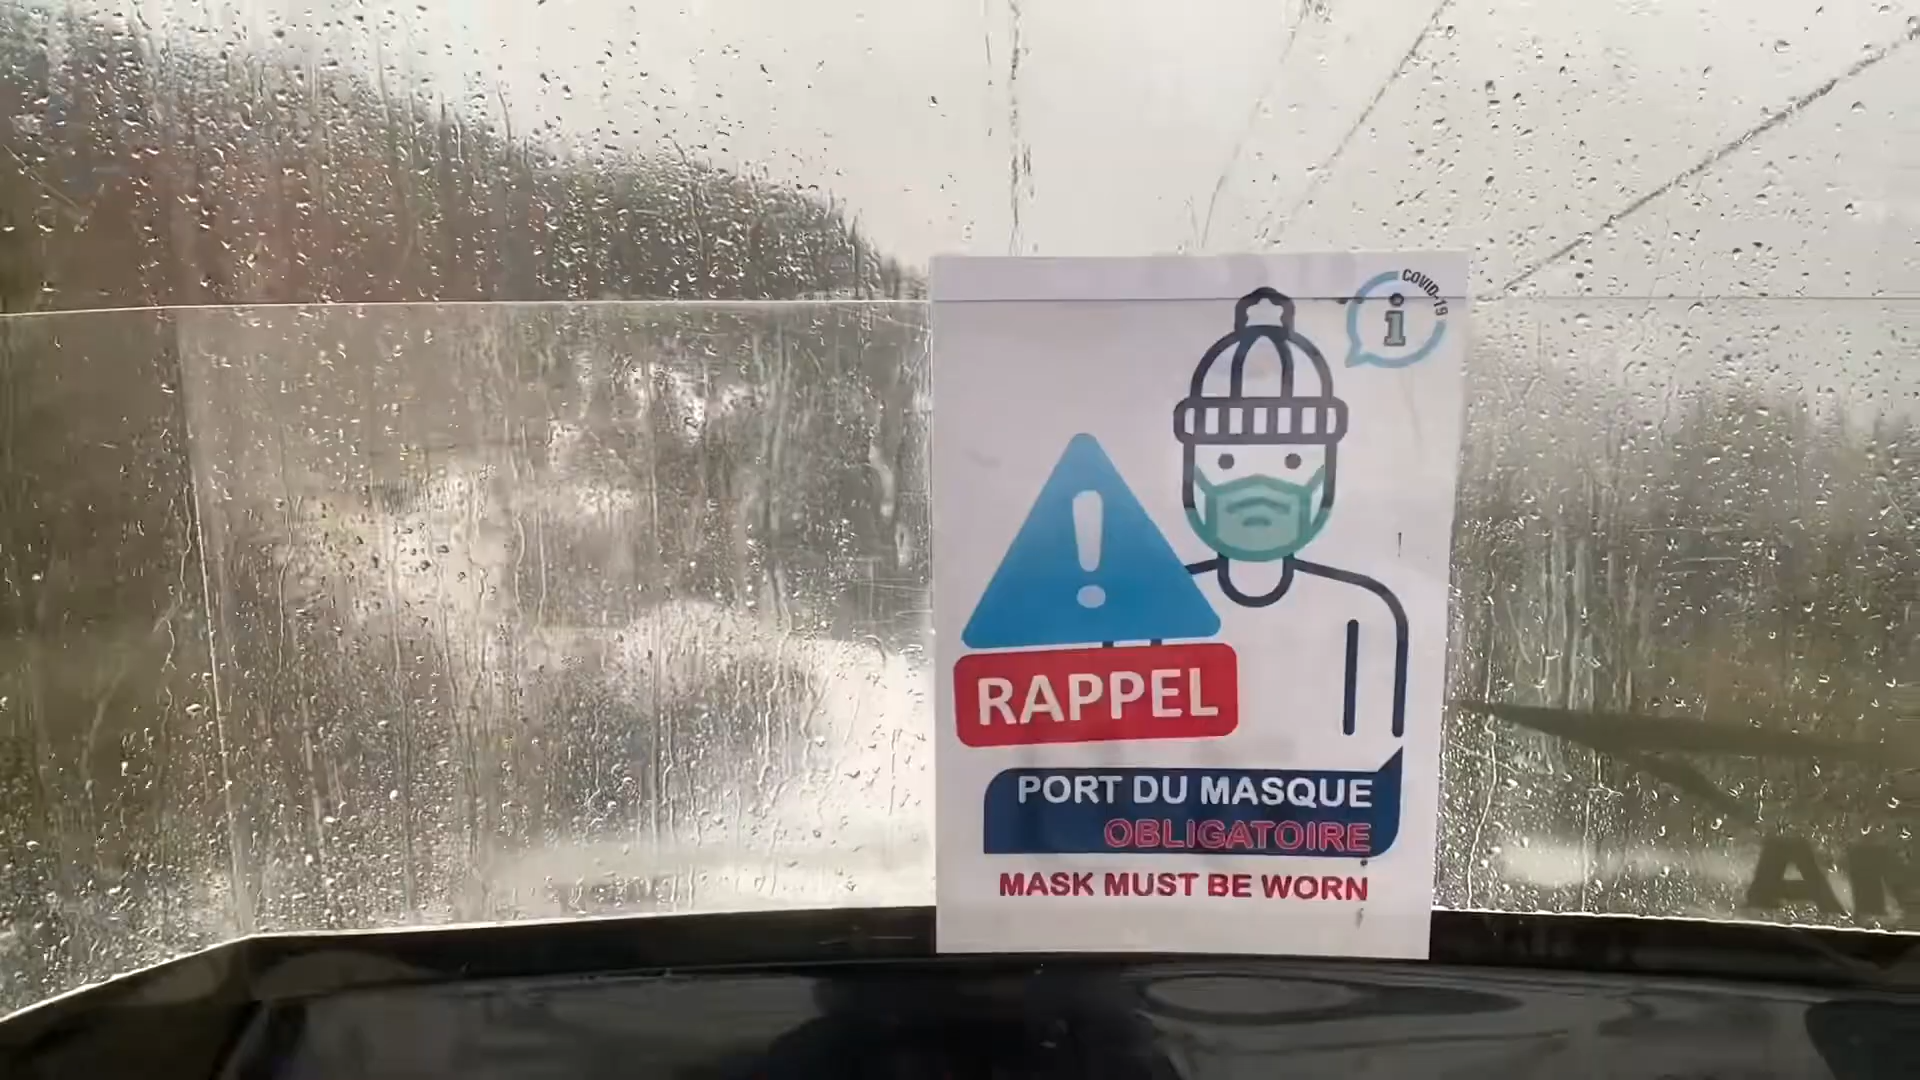 COVID-19
i
RAPPEL
PORT DU MASQUE
OBLIGATOIRE
MASK MUST BE WORN